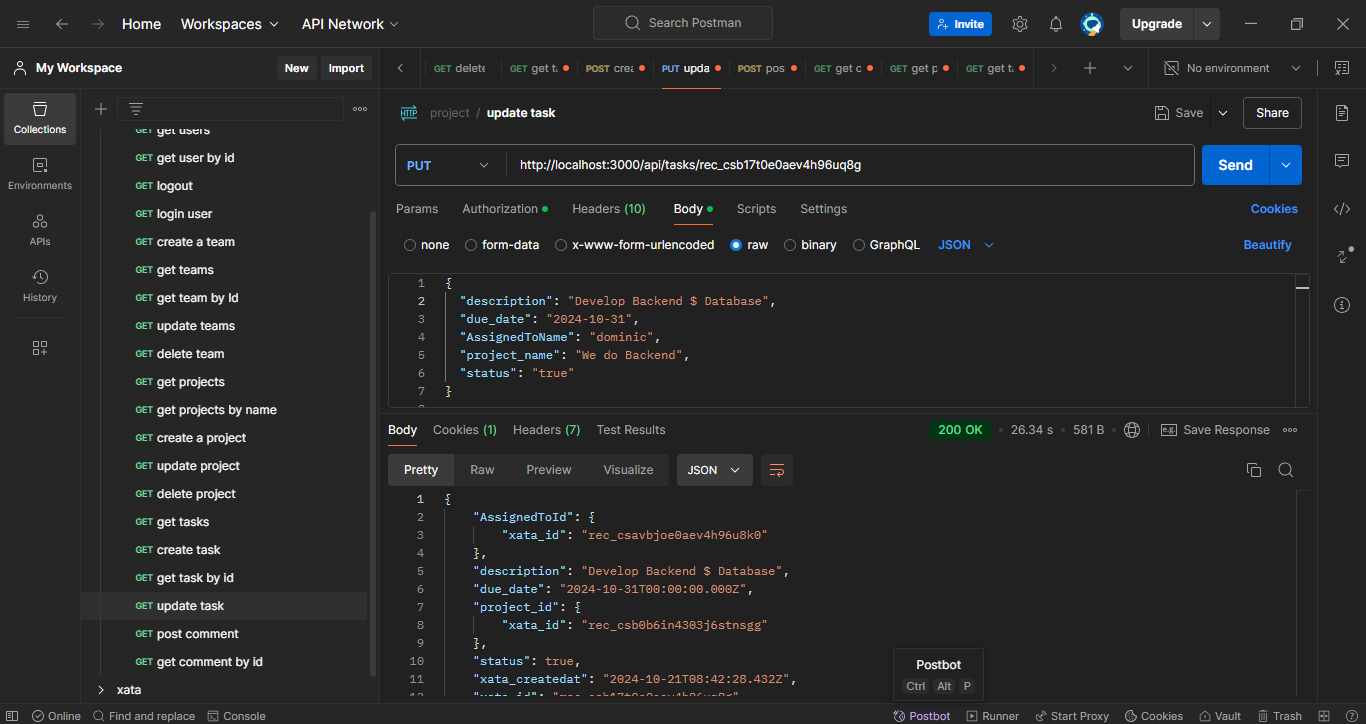 Home Workspaces API Network Search Postman Invite Upgrade
My Workspace New Import
GET delete GET get t PUT upda POST pos GET get c GET get p GET get t No environment
Collections
Environments
APIs
History
GET get users
GET get user by id
GET logout
GET login user
GET create a team
GET get teams
GET get team by Id
GET update teams
GET delete team
GET get projects
GET get projects by name
GET create a project
GET update project
GET delete project
GET get tasks
GET create task
GET get task by id
GET update task
GET post comment
GET get comment by id
xata
HTTP project / update task Save Share
PUT http://localhost:3000/api/tasks/rec_csb17t0e0aev4h96uq8g Send
Params Authorization Headers (10) Body Scripts Settings Cookies
none form-data x-www-form-urlencoded raw binary GraphQL JSON Beautify
1 {
2 "description": "Develop Backend $ Database",
3 "due_date": "2024-10-31",
4 "AssignedToName": "dominic",
5 "project_name": "We do Backend",
6 "status": "true"
7 }
Body Cookies (1) Headers (7) Test Results 200 OK 26.34 s 581 B e.g. Save Response
Pretty Raw Preview Visualize JSON
1 {
2 "AssignedToId": {
3 "xata_id": "rec_csavbjoe0aev4h96u8k0"
4 },
5 "description": "Develop Backend $ Database",
6 "due_date": "2024-10-31T00:00:00.000Z",
7 "project_id": {
8 "xata_id": "rec_csb0b6in4303j6stnsgg"
9 },
10 "status": true,
11 "xata_createdat": "2024-10-21T08:42:28.432Z",
12 "xata_id": "rec_csb17t0e0aev4h96uq8g"
Postbot
Ctrl Alt P
Online Find and replace Console Postbot Runner Start Proxy Cookies Vault Trash